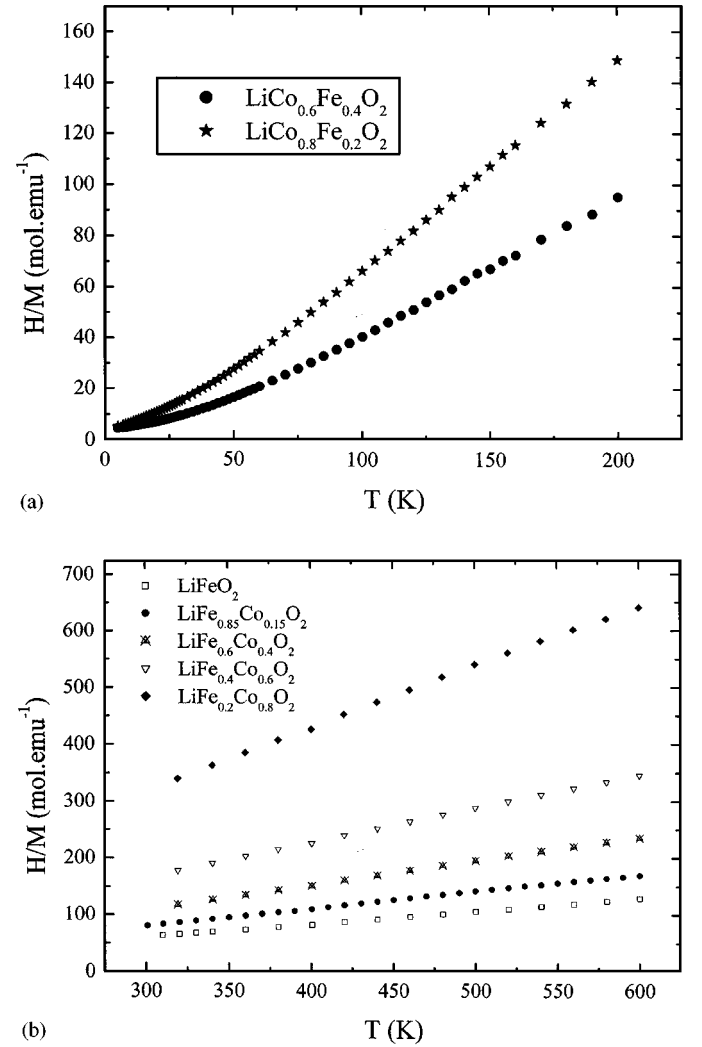 160
140
120
100
80
60
40
20
0
H/M (mol.emu⁻¹)
LiCo₀.₆Fe₀.₄O₂
LiCo₀.₈Fe₀.₂O₂
0 50 100 150 200
(a)
T (K)
700
600
500
400
300
200
100
0
H/M (mol.emu⁻¹)
LiFeO₂
LiFe₀.₈₅Co₀.₁₅O₂
LiFe₀.₆Co₀.₄O₂
LiFe₀.₄Co₀.₆O₂
LiFe₀.₂Co₀.₈O₂
300 350 400 450 500 550 600
(b)
T (K)